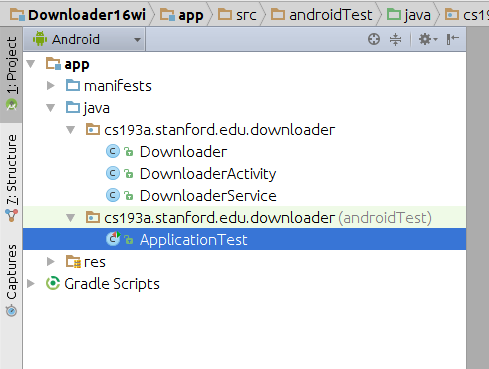 Downloader16wi app src androidTest java cs19
Android
1: Project
7: Structure
Captures
app
manifests
java
cs193a.stanford.edu.downloader
Downloader
DownloaderActivity
DownloaderService
cs193a.stanford.edu.downloader (androidTest)
ApplicationTest
res
Gradle Scripts